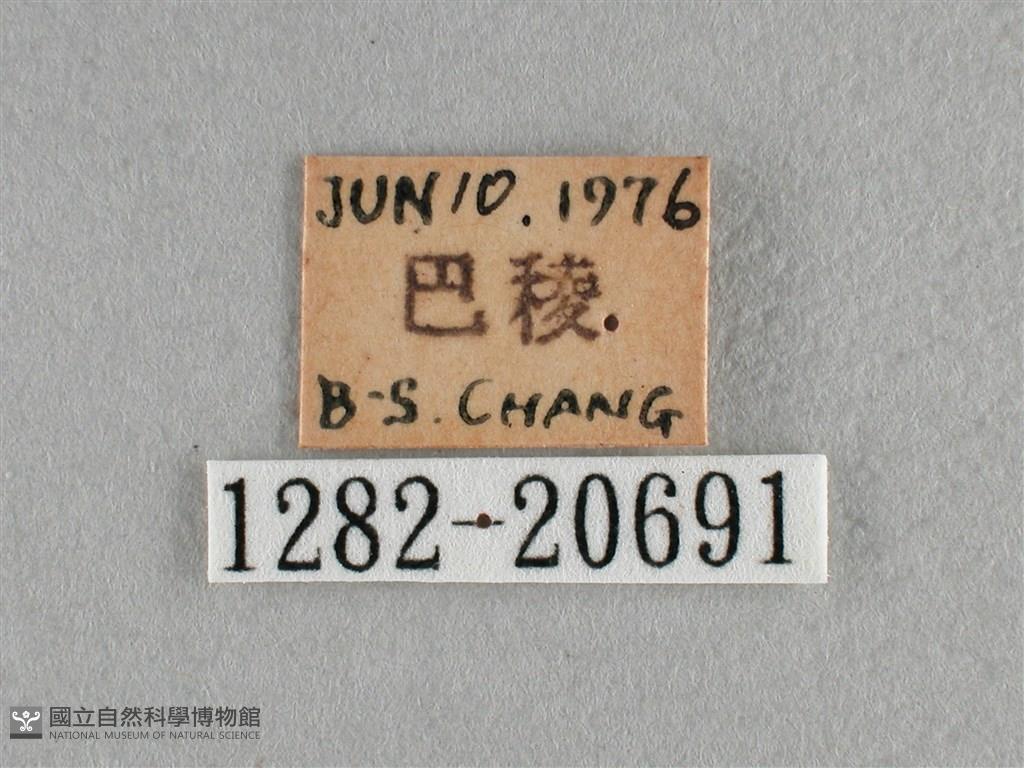 JUN 10. 1976
巴稜
B-S. CHANG
1282-20691
國立自然科學博物館
NATIONAL MUSEUM OF NATURAL SCIENCE